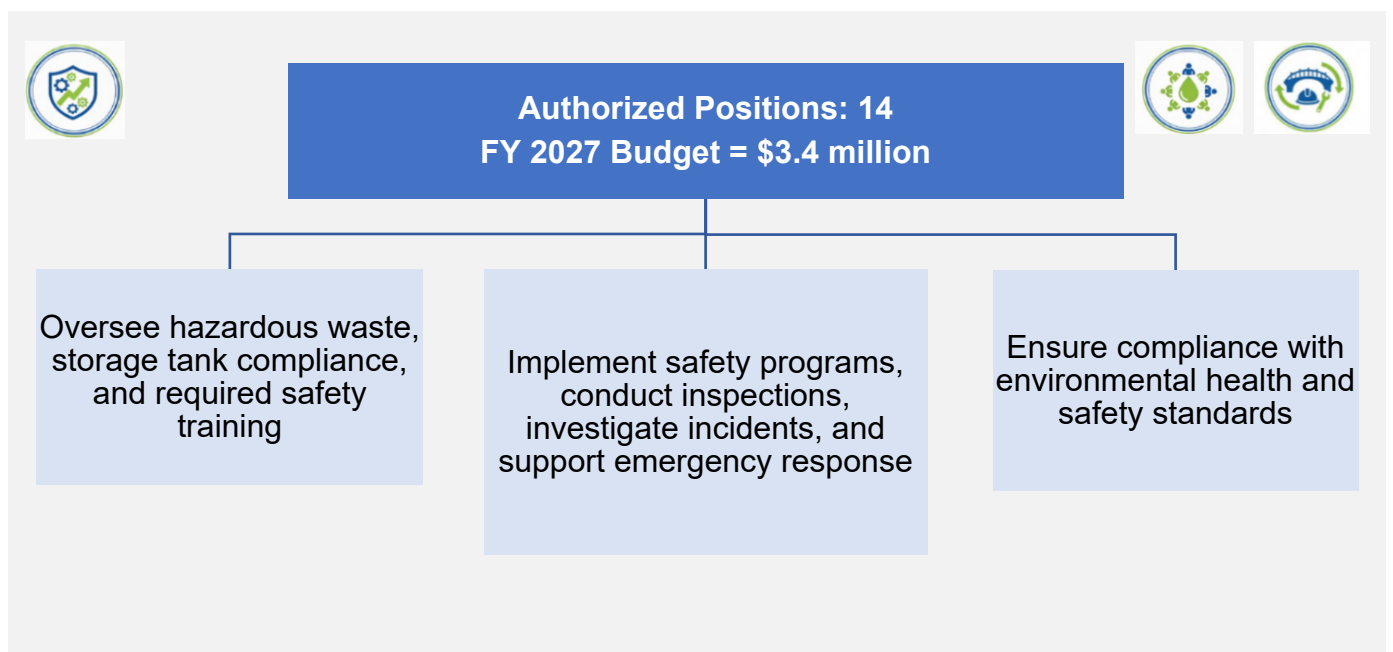 Authorized Positions: 14
FY 2027 Budget = $3.4 million
Oversee hazardous waste,
storage tank compliance,
and required safety
training
Implement safety programs,
conduct inspections,
investigate incidents, and
support emergency response
Ensure compliance with
environmental health and
safety standards